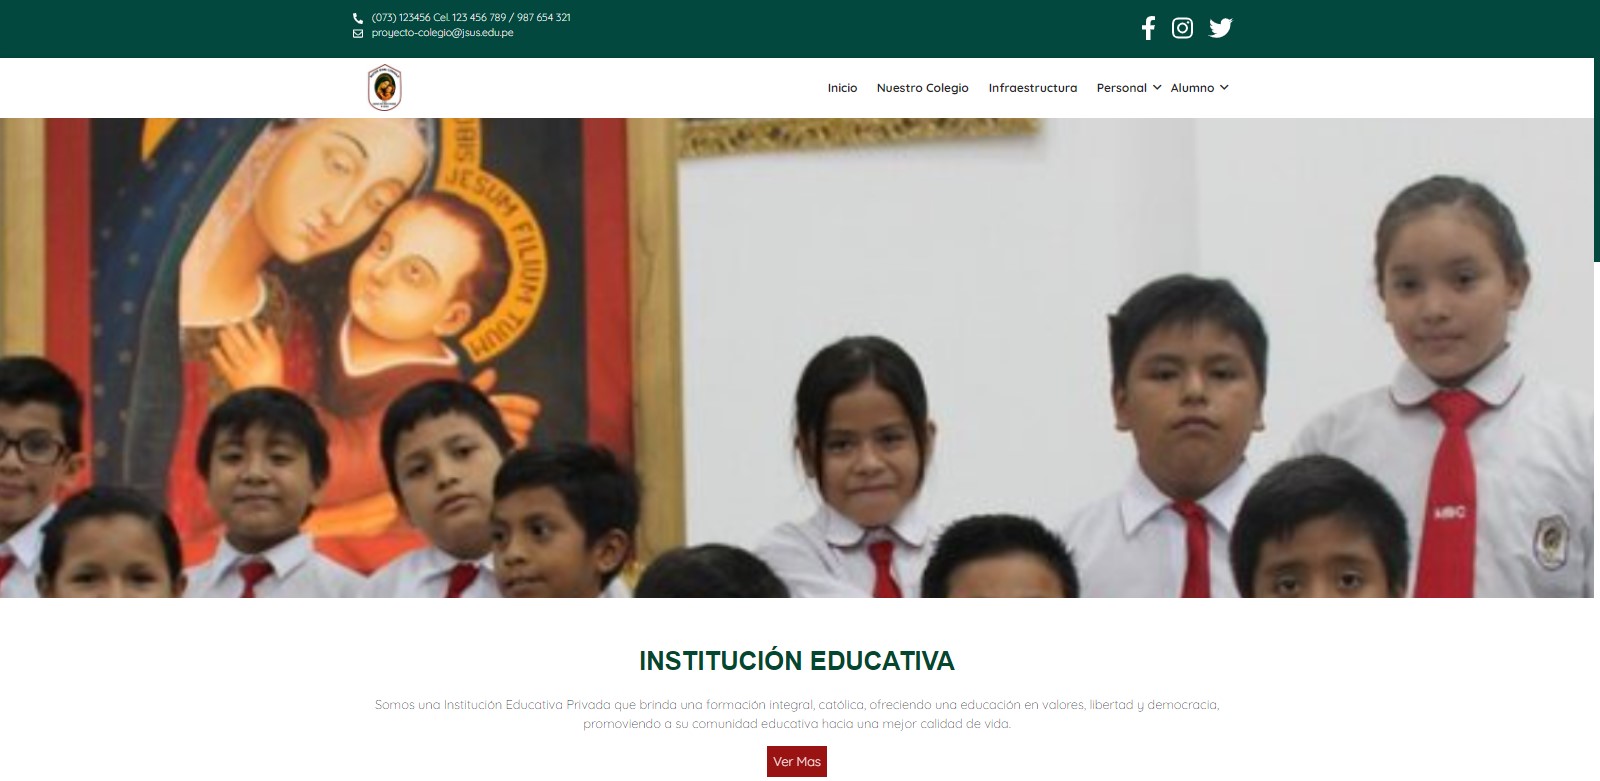 (073) 123456 Cel. 123 456 789 / 987 654 321
proyecto-colegio@jsus.edu.pe
Inicio Nuestro Colegio Infraestructura Personal Alumno
SIBO
JESUM FILIUM TUUM
INSTITUCIÓN EDUCATIVA
Somos una Institución Educativa Privada que brinda una formación integral, católica, ofreciendo una educación en valores, libertad y democracia,
promoviendo a su comunidad educativa hacia una mejor calidad de vida.
Ver Mas